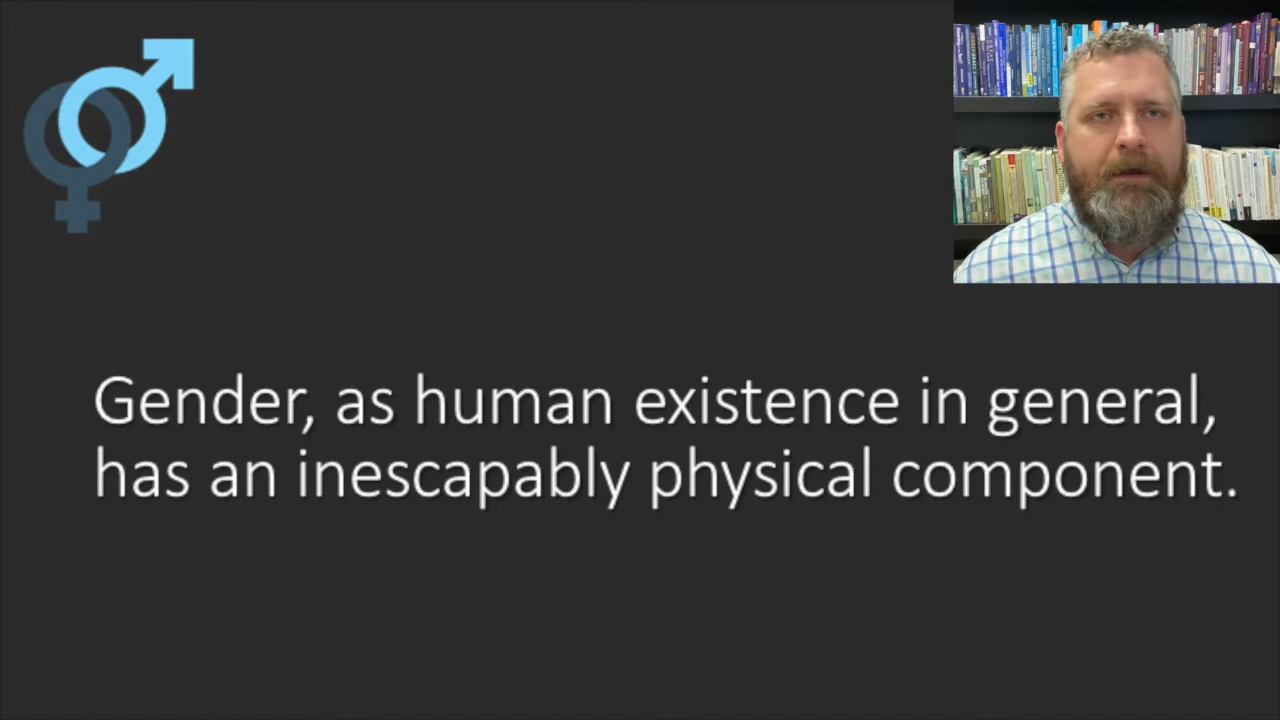 Gender, as human existence in general,
has an inescapably physical component.